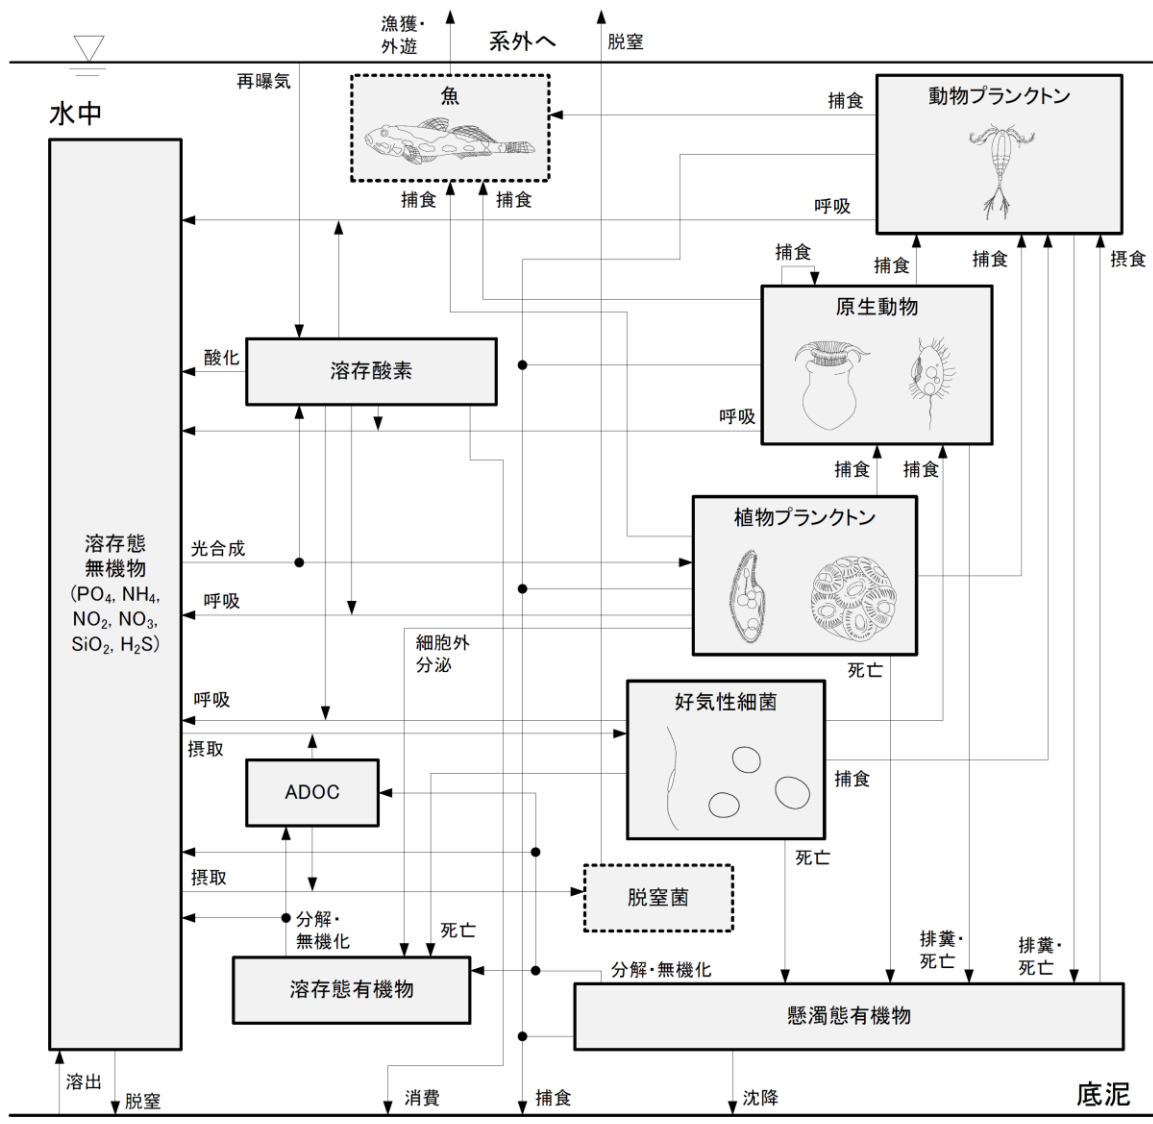 漁獲・
外遊
系外へ
脱窒
再曝気
水中
魚
捕食
動物プランクトン
捕食
捕食
呼吸
捕食
捕食
捕食
摂食
原生動物
酸化
溶存酸素
呼吸
捕食
捕食
植物プランクトン
溶存態
無機物
(PO₄, NH₄,
NO₂, NO₃,
SiO₂, H₂S)
光合成
呼吸
細胞外
分泌
死亡
呼吸
好気性細菌
摂取
ADOC
捕食
死亡
摂取
脱窒菌
分解・
無機化
死亡
排糞・
死亡
排糞・
死亡
分解・無機化
溶存態有機物
懸濁態有機物
溶出
脱窒
消費
捕食
沈降
底泥